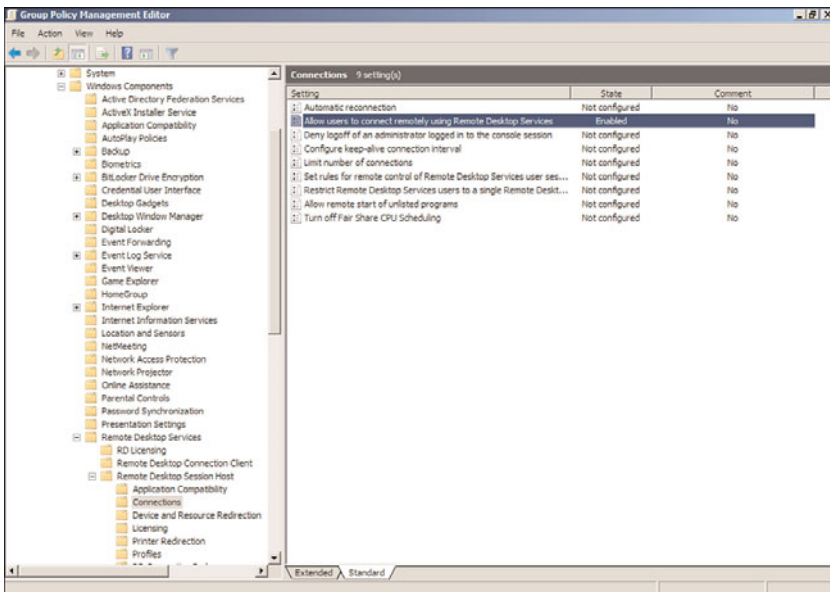 Group Policy Management Editor
File Action View Help
System
Windows Components
Active Directory Federation Services
ActiveX Installer Service
Application Compatibility
AutoPlay Policies
Backup
Biometrics
BitLocker Drive Encryption
Credential User Interface
Desktop Gadgets
Desktop Window Manager
Digital Locker
Event Forwarding
Event Log Service
Event Viewer
Game Explorer
HomeGroup
Internet Explorer
Internet Information Services
Location and Sensors
NetMeeting
Network Access Protection
Network Projector
Online Assistance
Parental Controls
Password Synchronization
Presentation Settings
Remote Desktop Services
RD Licensing
Remote Desktop Connection Client
Remote Desktop Session Host
Application Compatibility
Connections
Device and Resource Redirection
Licensing
Printer Redirection
Profiles
Connections 9 setting(s)
Setting State Comment
Automatic reconnection Not configured No
Allow users to connect remotely using Remote Desktop Services Enabled No
Deny logoff of an administrator logged in to the console session Not configured No
Configure keep-alive connection interval Not configured No
Limit number of connections Not configured No
Set rules for remote control of Remote Desktop Services user ses... Not configured No
Restrict Remote Desktop Services users to a single Remote Deskt... Not configured No
Allow remote start of unlisted programs Not configured No
Turn off Fair Share CPU Scheduling Not configured No
Extended Standard